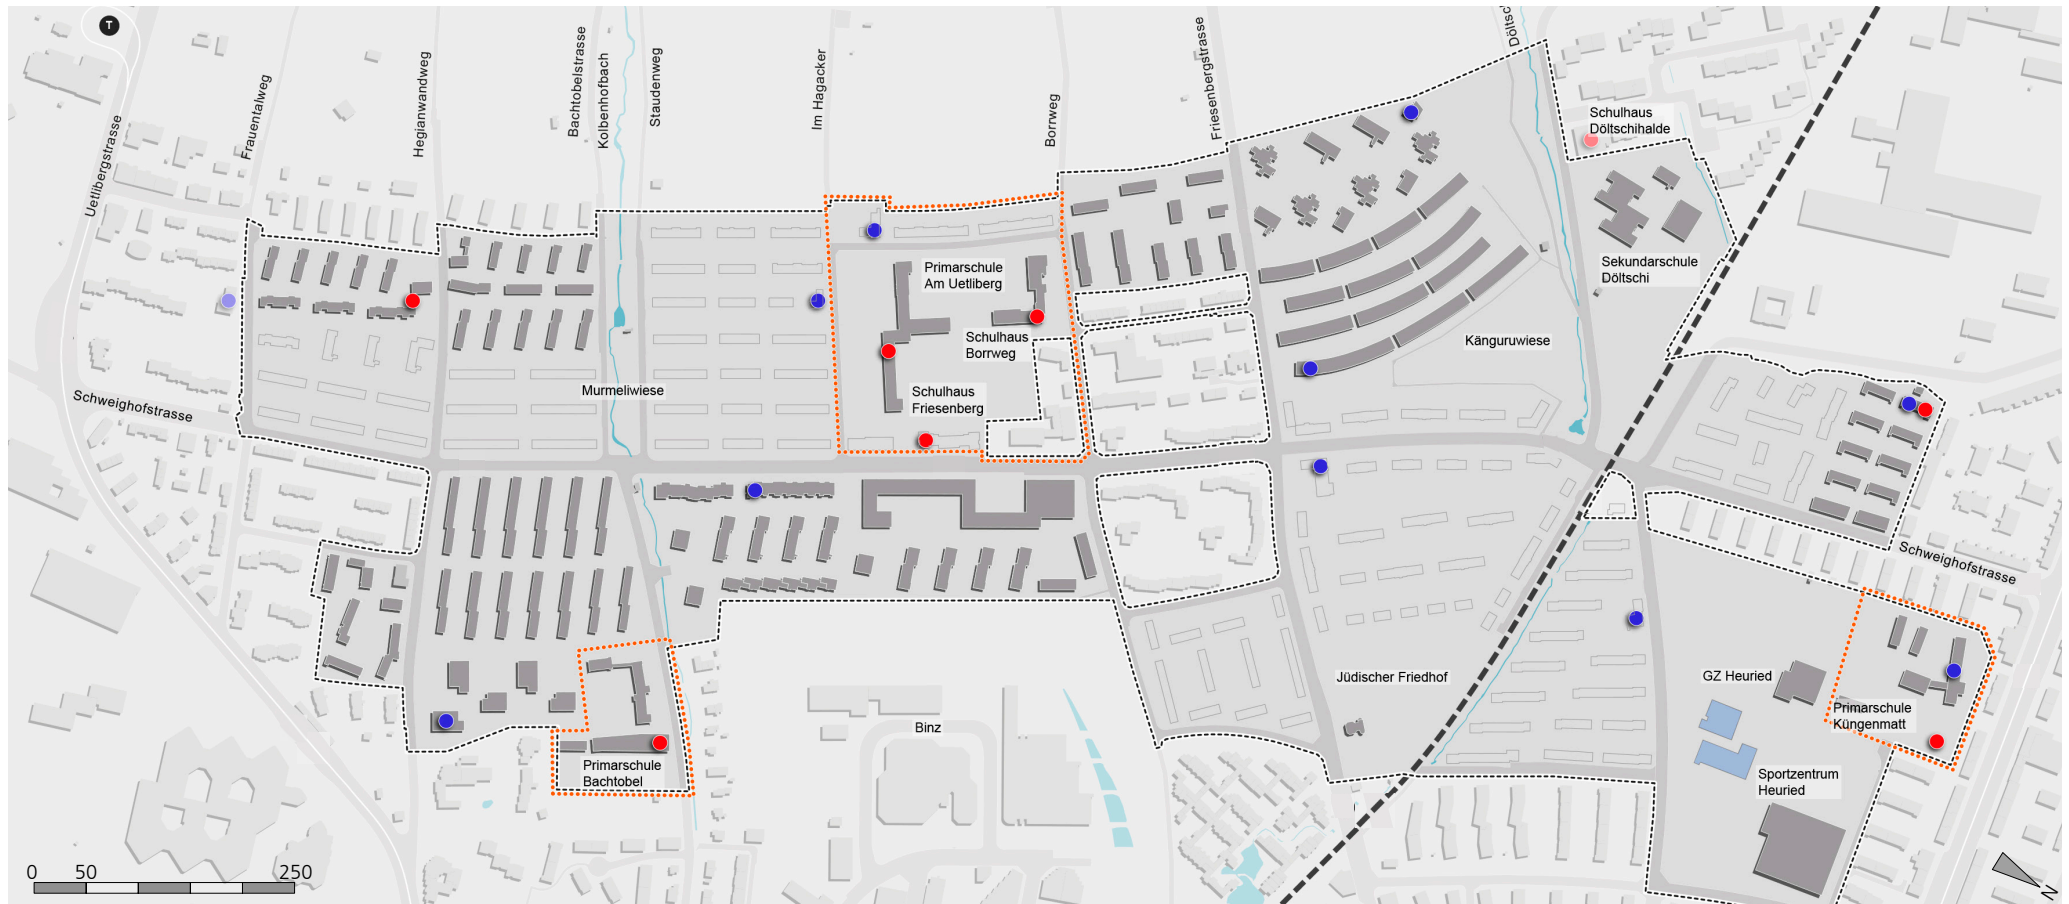 T
Uetlibergstrasse
Frauentalweg
Hegianwandweg
Bachtobelstrasse
Kolbenhofbach
Staudenweg
Im Hagacker
Borrweg
Friesenbergstrasse
Schulhaus
Döltschihalde
Sekundarschule
Döltschi
Primarschule
Am Uetliberg
Schulhaus
Borrweg
Schulhaus
Friesenberg
Känguruwiese
Murmeliwiese
Schweighofstrasse
Schweighofstrasse
Jüdischer Friedhof
GZ Heuried
Primarschule
Küngenmatt
Sportzentrum
Heuried
Binz
Primarschule
Bachtobel
0 50 250
N